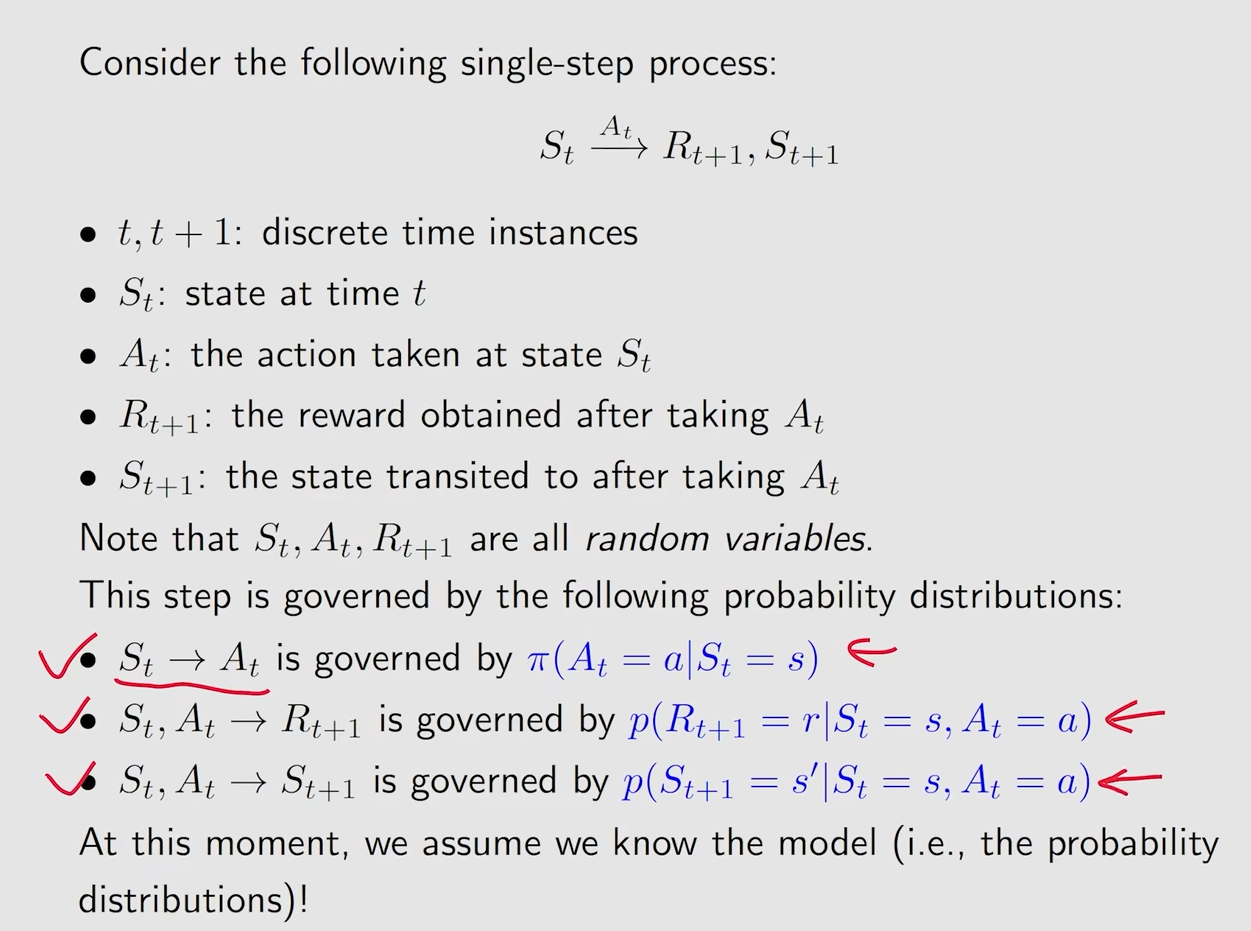 Consider the following single-step process:
S_t \xrightarrow{A_t} R_{t+1}, S_{t+1}
• t, t + 1: discrete time instances
• S_t: state at time t
• A_t: the action taken at state S_t
• R_{t+1}: the reward obtained after taking A_t
• S_{t+1}: the state transited to after taking A_t
Note that S_t, A_t, R_{t+1} are all random variables.
This step is governed by the following probability distributions:
• S_t → A_t is governed by π(A_t = a|S_t = s)
• S_t, A_t → R_{t+1} is governed by p(R_{t+1} = r|S_t = s, A_t = a)
• S_t, A_t → S_{t+1} is governed by p(S_{t+1} = s′|S_t = s, A_t = a)
At this moment, we assume we know the model (i.e., the probability
distributions)!